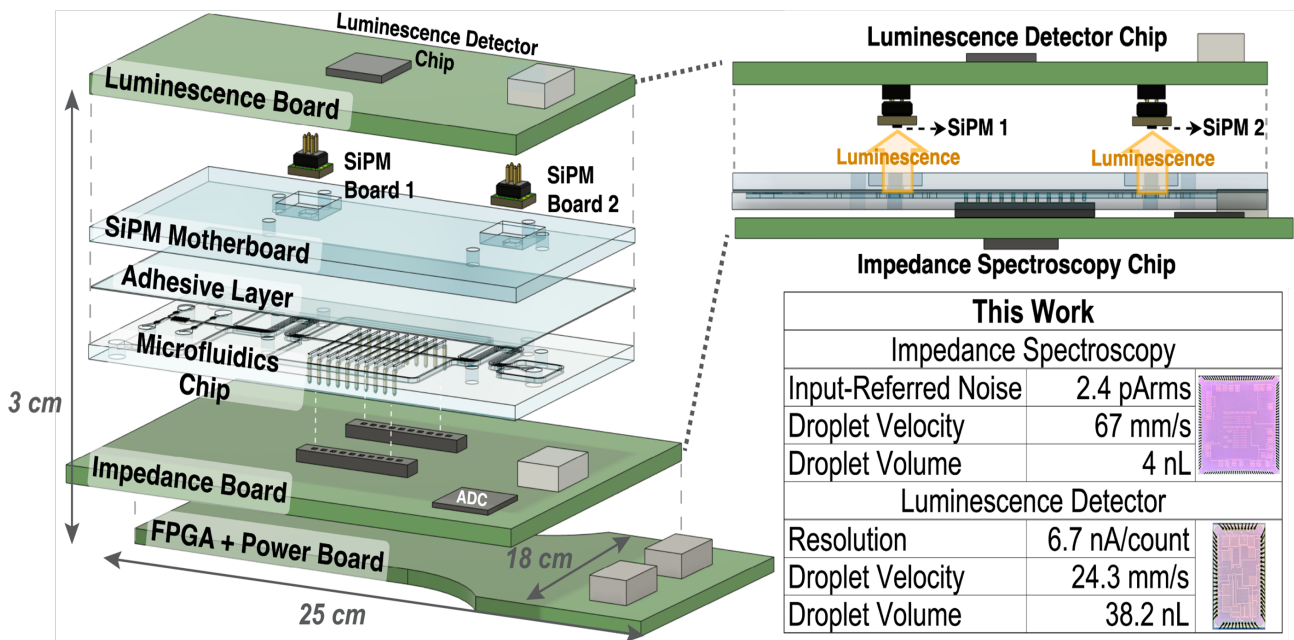 Luminescence Detector
Chip
Luminescence Board
SiPM
Board 1
SiPM
Board 2
SiPM Motherboard
Adhesive Layer
Microfluidics
Chip
3 cm
Impedance Board
ADC
FPGA + Power Board
18 cm
25 cm
Luminescence Detector Chip
SiPM 1
SiPM 2
Luminescence
Luminescence
Impedance Spectroscopy Chip
This Work
Impedance Spectroscopy
Input-Referred Noise 2.4 pArms
Droplet Velocity 67 mm/s
Droplet Volume 4 nL
Luminescence Detector
Resolution 6.7 nA/count
Droplet Velocity 24.3 mm/s
Droplet Volume 38.2 nL